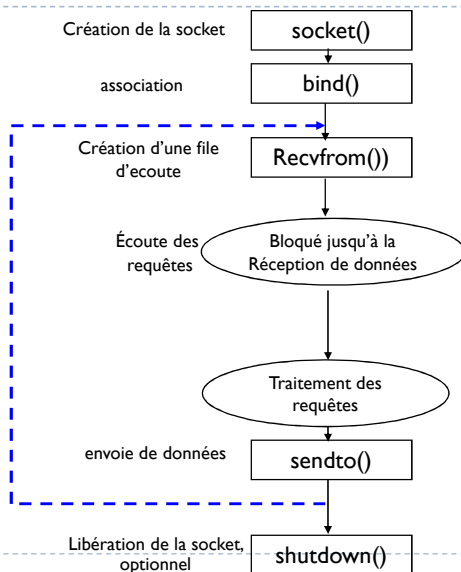 Création de la socket
socket()
association
bind()
Création d'une file
d'ecoute
Recvfrom())
Écoute des
requêtes
Bloqué jusqu'à la
Réception de données
Traitement des
requêtes
envoie de données
sendto()
Libération de la socket,
optionnel
shutdown()